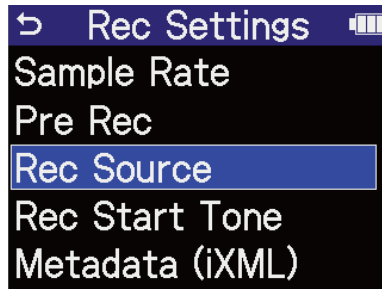 Rec Settings
Sample Rate
Pre Rec
Rec Source
Rec Start Tone
Metadata (iXML)